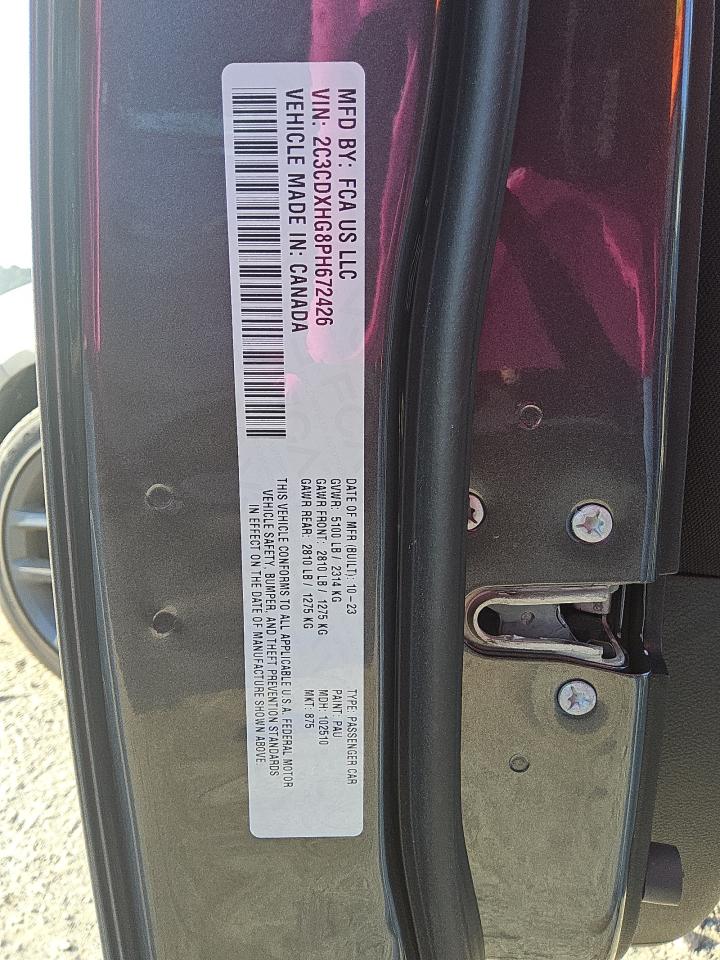 MFD BY: FCA US LLC
VIN: 2C3CDXHG8PH672426
VEHICLE MADE IN: CANADA
DATE OF MFR (BUILT): 10-23
GVWR: 5100 LB / 2314 KG
GAWR FRONT: 2810 LB / 1275 KG
GAWR REAR: 2810 LB / 1275 KG
TYPE: PASSENGER CAR
PAINT: PAU
MDH: 102510
MKT: 875
THIS VEHICLE CONFORMS TO ALL APPLICABLE U.S.A. FEDERAL MOTOR
VEHICLE SAFETY, BUMPER, AND THEFT PREVENTION STANDARDS
IN EFFECT ON THE DATE OF MANUFACTURE SHOWN ABOVE.